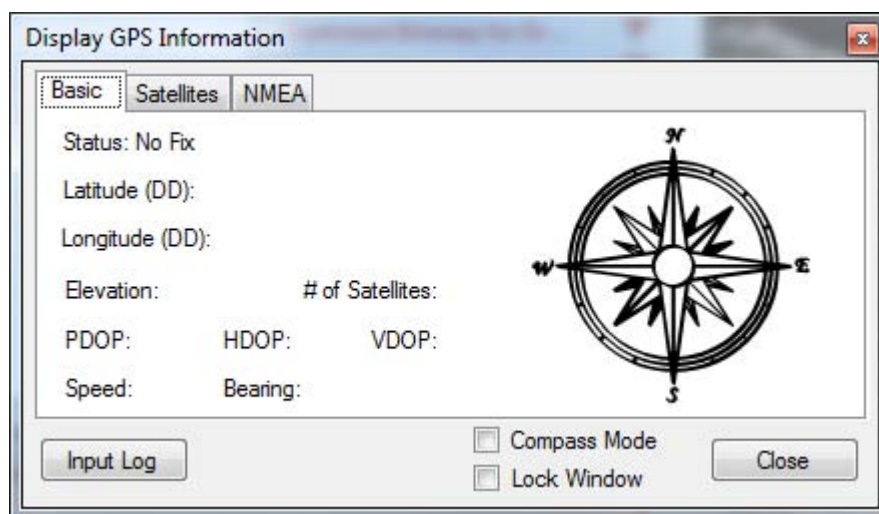 Display GPS Information
Basic Satellites NMEA
Status: No Fix
Latitude (DD):
Longitude (DD):
Elevation: # of Satellites:
PDOP: HDOP: VDOP:
Speed: Bearing:
N
W E
S
Input Log
Compass Mode
Lock Window
Close